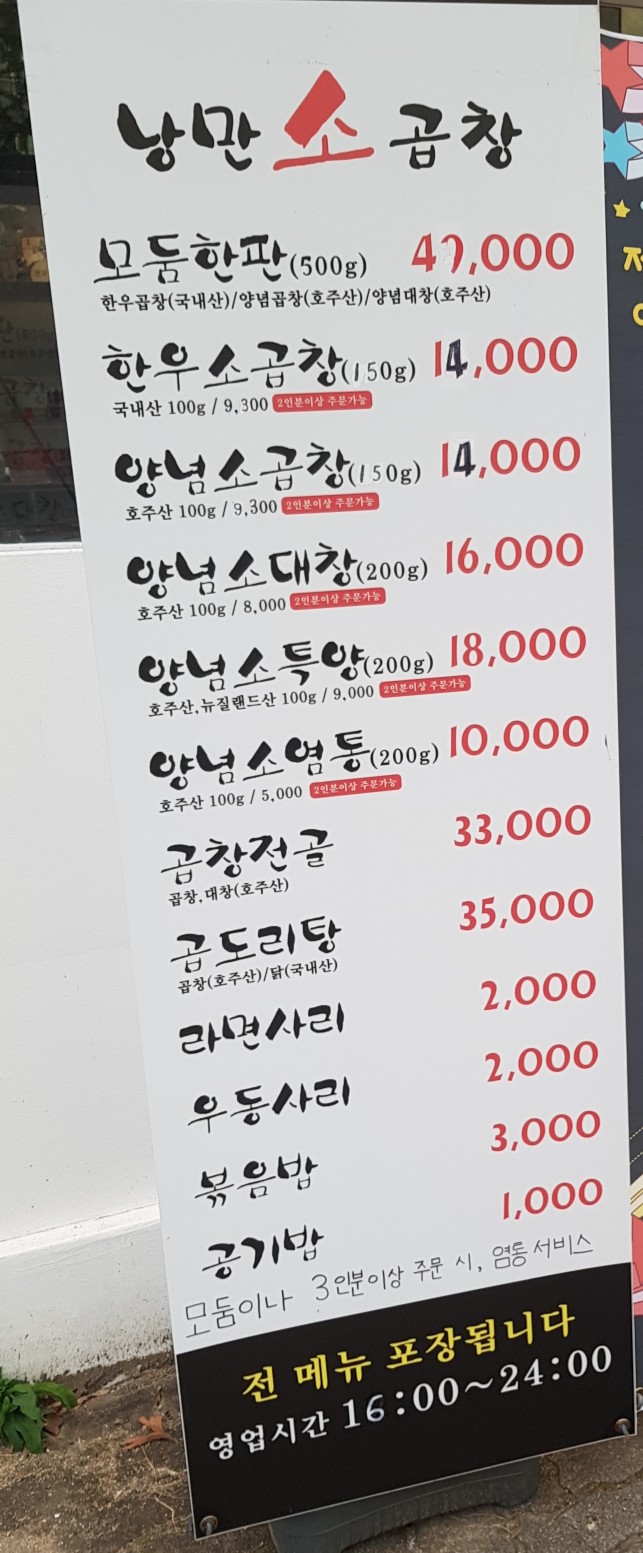 낭만소곱창
모둠한판(500g) 49,000
한우곱창(국내산)/양념곱창(호주산)/양념대창(호주산)
한우소곱창(150g) 14,000
국내산 100g / 9,300 2인분이상 주문가능
양념소곱창(150g) 14,000
호주산 100g / 9,300 2인분이상 주문가능
양념소대창(200g) 16,000
호주산 100g / 8,000 2인분이상 주문가능
양념소특양(200g) 18,000
호주산,뉴질랜드산 100g / 9,000 2인분이상 주문가능
양념소염통(200g) 10,000
호주산 100g / 5,000 2인분이상 주문가능
곱창전골 33,000
곱창,대창(호주산)
곱도리탕 35,000
곱창(호주산)/닭(국내산)
라면사리 2,000
우동사리 2,000
볶음밥 3,000
공기밥 1,000
모둠이나 3인분이상 주문 시, 염통 서비스
전 메뉴 포장됩니다
영업시간 16:00~24:00